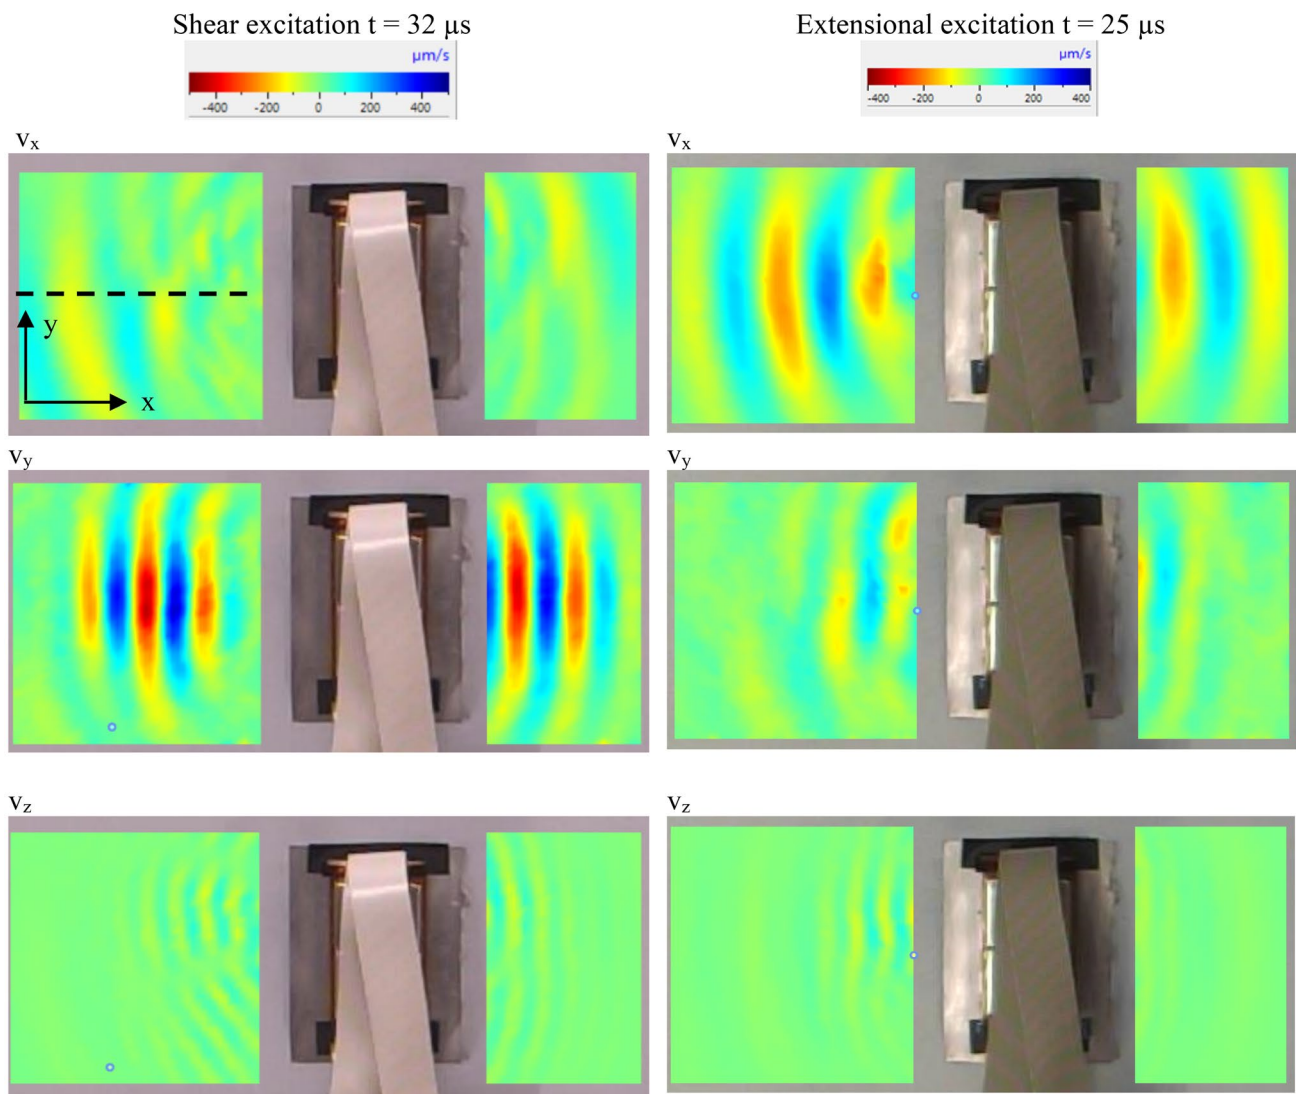 Shear excitation t = 32 µs
µm/s
-400 -200 0 200 400
Extensional excitation t = 25 µs
µm/s
-400 -200 0 200 400
vx
y
x
vx
vy
vy
vz
vz